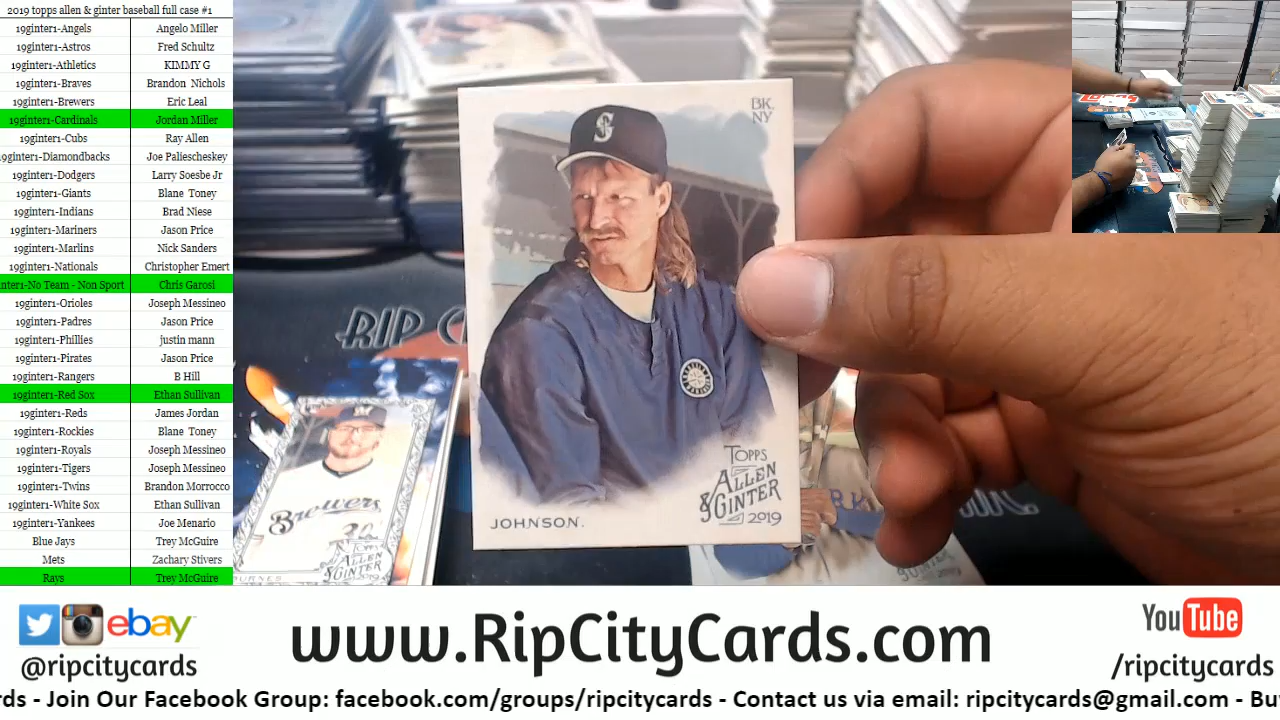 2019 topps allen & ginter baseball full case #1
19ginter1-Angels Angelo Miller
19ginter1-Astros Fred Schultz
19ginter1-Athletics KIMMY G
19ginter1-Braves Brandon Nichols
19ginter1-Brewers Eric Leal
19ginter1-Cardinals Jordan Miller
19ginter1-Cubs Ray Allen
19ginter1-Diamondbacks Joe Paliescheskey
19ginter1-Dodgers Larry Soesbe Jr
19ginter1-Giants Blane Toney
19ginter1-Indians Brad Niese
19ginter1-Mariners Jason Price
19ginter1-Marlins Nick Sanders
19ginter1-Nationals Christopher Emert
nter1-No Team - Non Sport Chris Garosi
19ginter1-Orioles Joseph Messineo
19ginter1-Padres Jason Price
19ginter1-Phillies justin mann
19ginter1-Pirates Jason Price
19ginter1-Rangers B Hill
19ginter1-Red Sox Ethan Sullivan
19ginter1-Reds James Jordan
19ginter1-Rockies Blane Toney
19ginter1-Royals Joseph Messineo
19ginter1-Tigers Joseph Messineo
19ginter1-Twins Brandon Morrocco
19ginter1-White Sox Ethan Sullivan
19ginter1-Yankees Joe Menario
Blue Jays Trey McGuire
Mets Zachary Stivers
Rays Trey McGuire
BK.
NY
S
TOPPS
ALLEN
& GINTER
2019
JOHNSON.
RIP C
Brewers
ALLEN
& GINTER
URNES
ebay
@ripcitycards
www.RipCityCards.com
YouTube
/ripcitycards
rds - Join Our Facebook Group: facebook.com/groups/ripcitycards - Contact us via email: ripcitycards@gmail.com - Bu